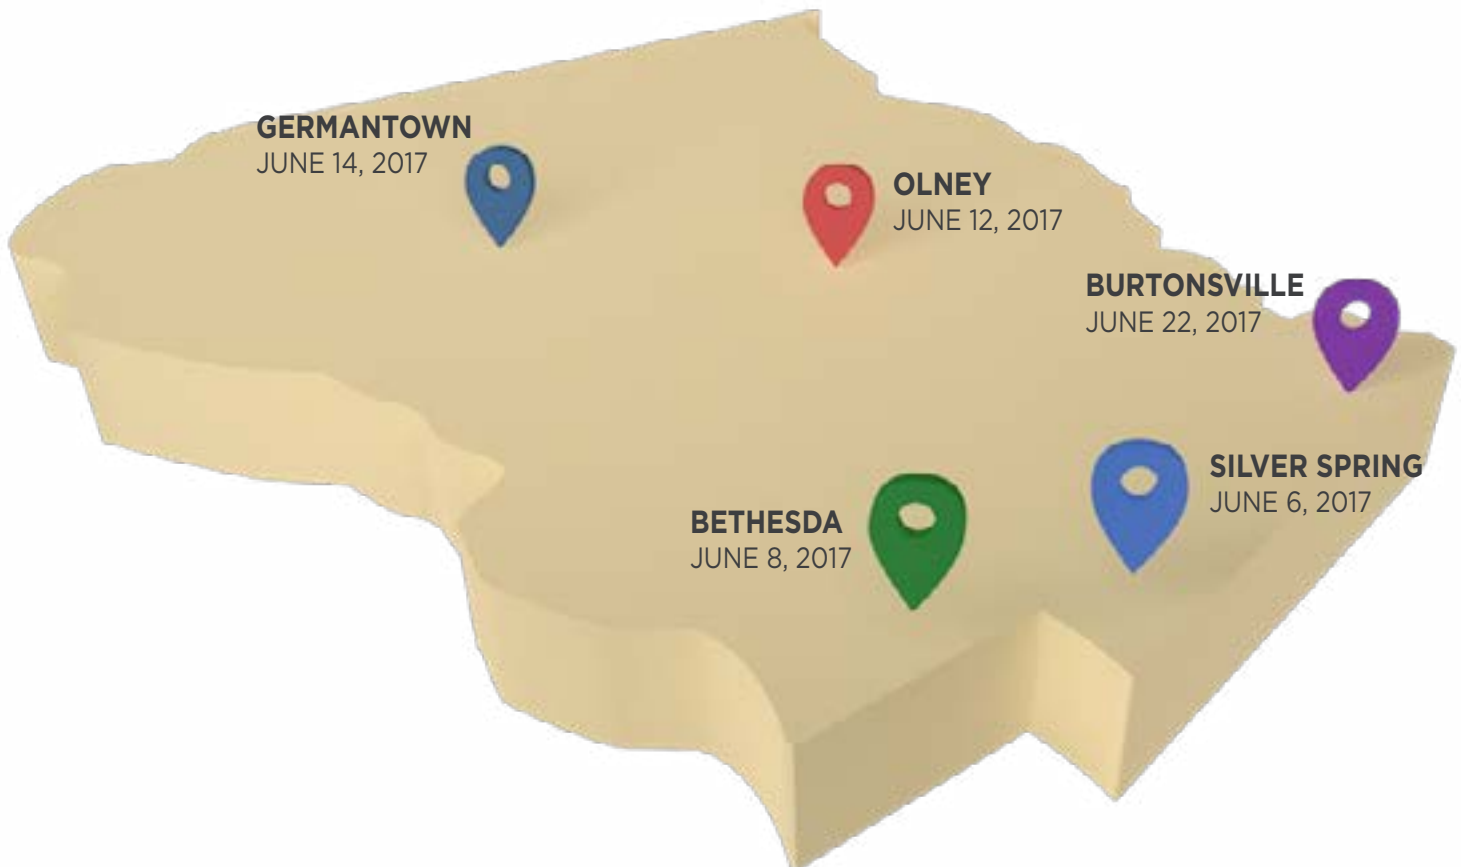 GERMANTOWN
JUNE 14, 2017
OLNEY
JUNE 12, 2017
BURTONSVILLE
JUNE 22, 2017
SILVER SPRING
JUNE 6, 2017
BETHESDA
JUNE 8, 2017